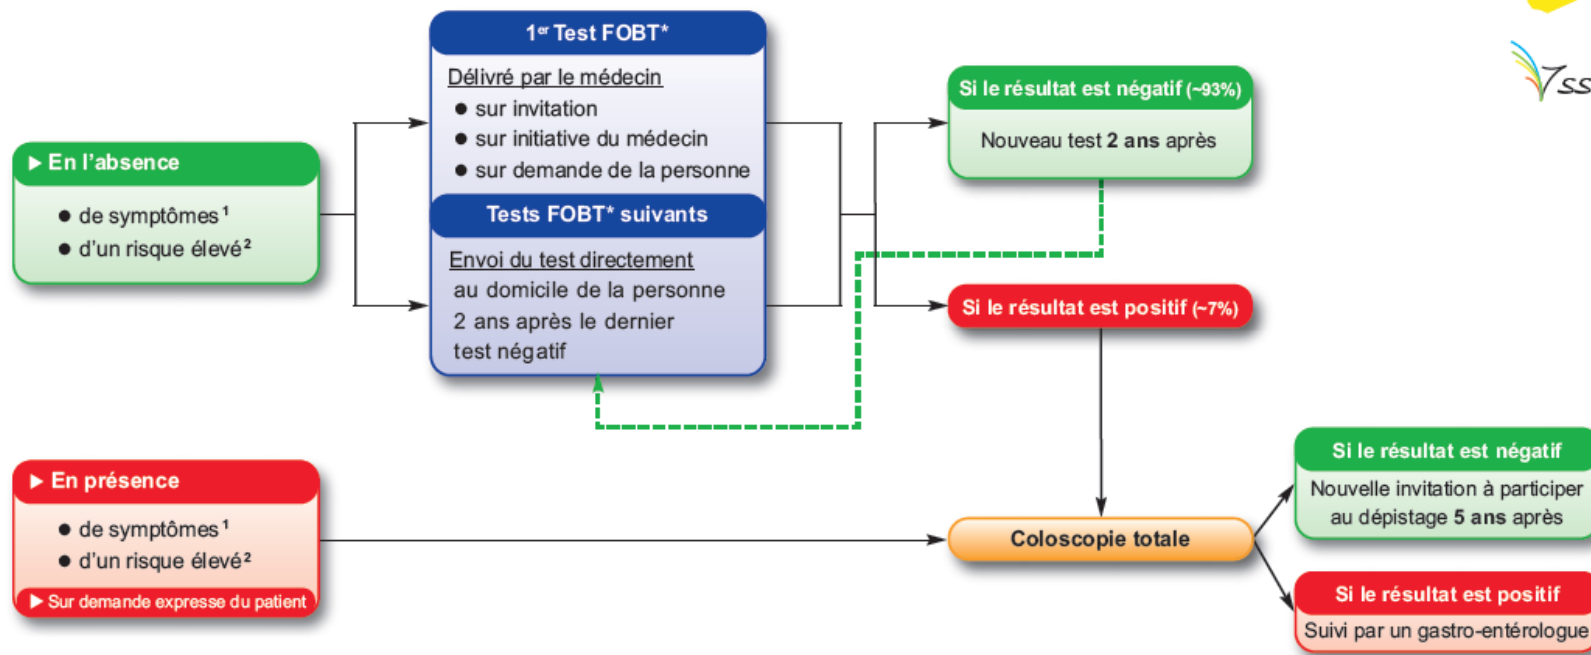 1er Test FOBT*
Délivré par le médecin
● sur invitation
● sur initiative du médecin
● sur demande de la personne
Tests FOBT* suivants
Envoi du test directement
au domicile de la personne
2 ans après le dernier
test négatif
▶ En l'absence
● de symptômes¹
● d'un risque élevé²
Si le résultat est négatif (~93%)
Nouveau test 2 ans après
7ss
Si le résultat est positif (~7%)
▶ En présence
● de symptômes¹
● d'un risque élevé²
▶ Sur demande expresse du patient
Coloscopie totale
Si le résultat est négatif
Nouvelle invitation à participer
au dépistage 5 ans après
Si le résultat est positif
Suivi par un gastro-entérologue